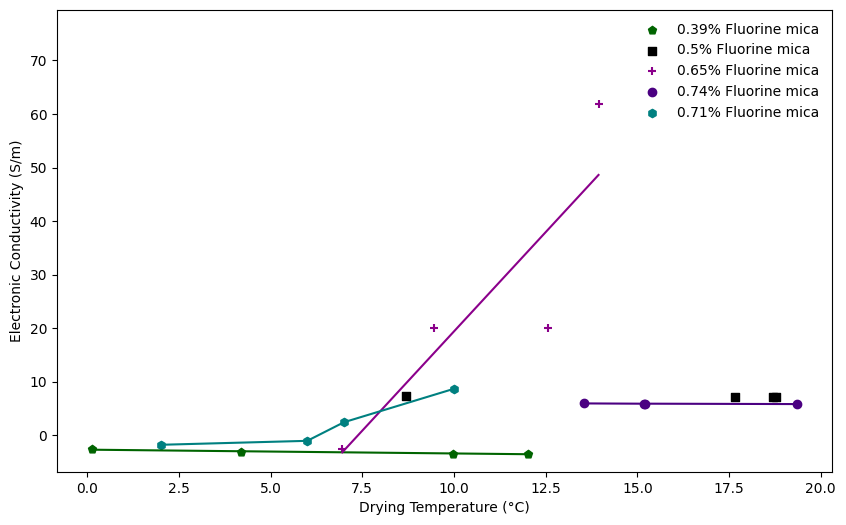 0.39% Fluorine mica
0.5% Fluorine mica
0.65% Fluorine mica
0.74% Fluorine mica
0.71% Fluorine mica
Electronic Conductivity (S/m)
70
60
50
40
30
20
10
0
0.0 2.5 5.0 7.5 10.0 12.5 15.0 17.5 20.0
Drying Temperature (°C)